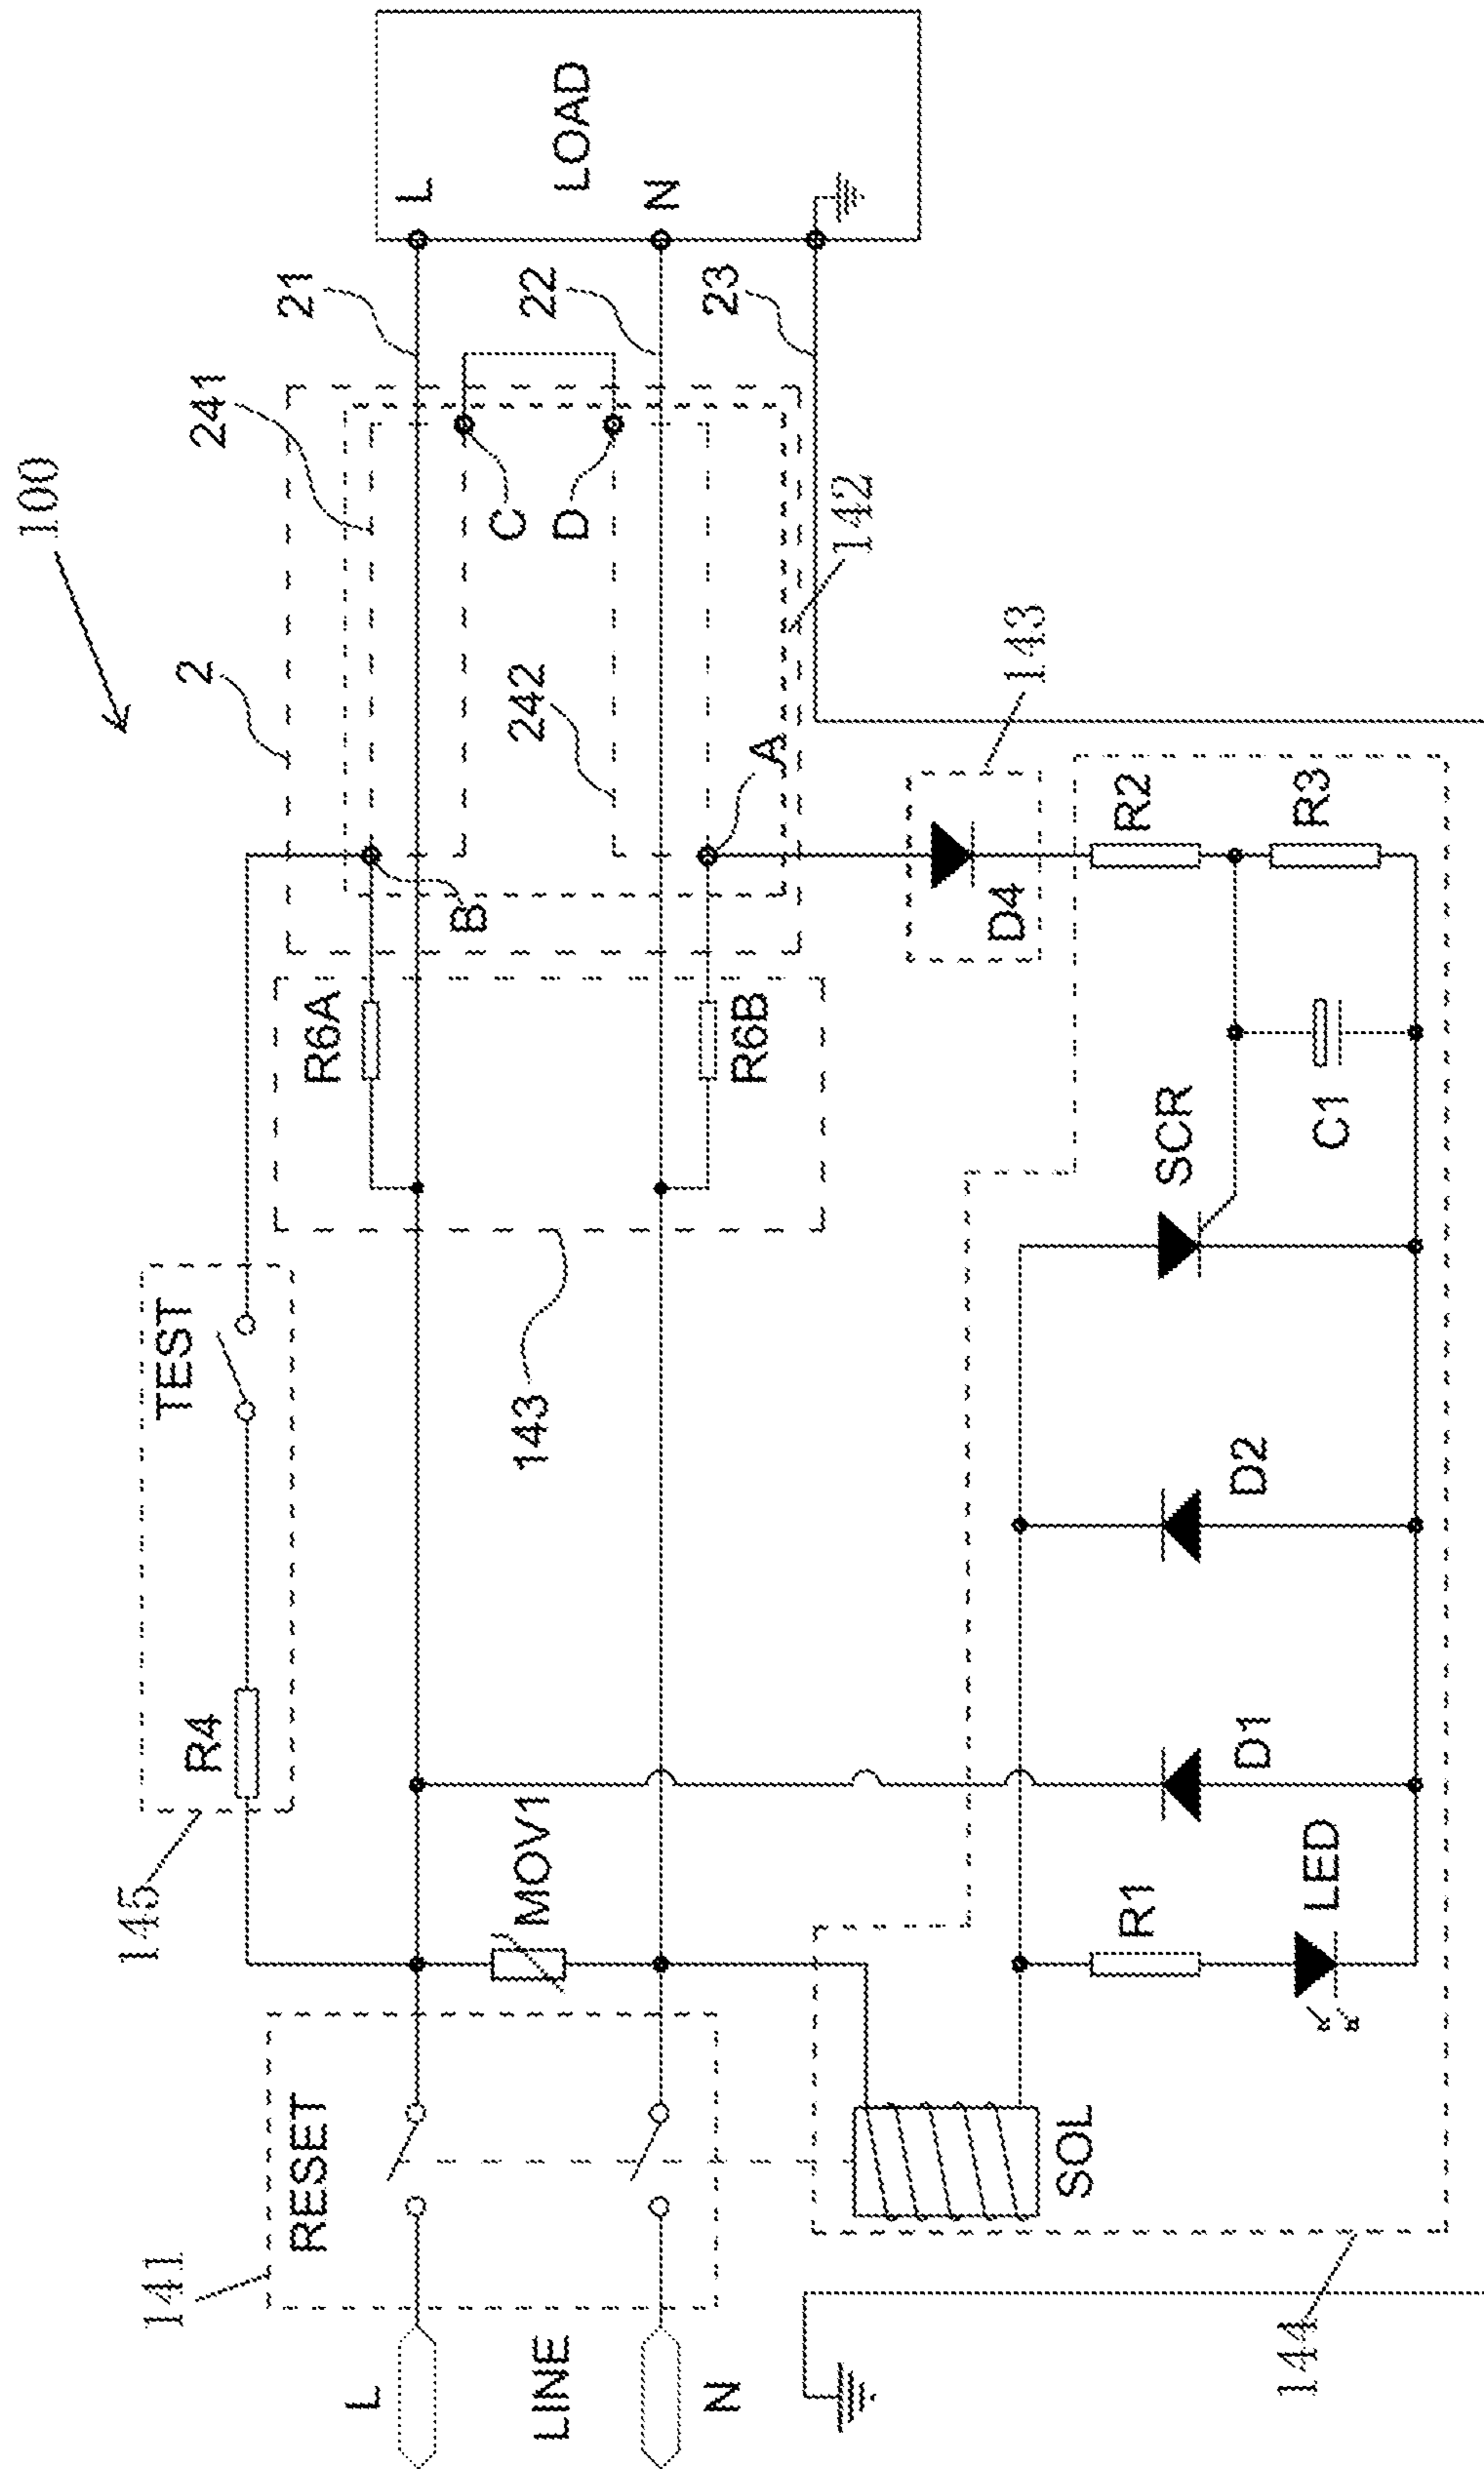 100
LOAD
L
N
21
22
23
241
C
D
142
2
242
A
143
B
R6A
R6B
D4
R2
R3
SCR
C1
TEST
143
D2
R4
145
MOV1
D1
R1
LED
RESET
SOL
141
L
LINE
N
144